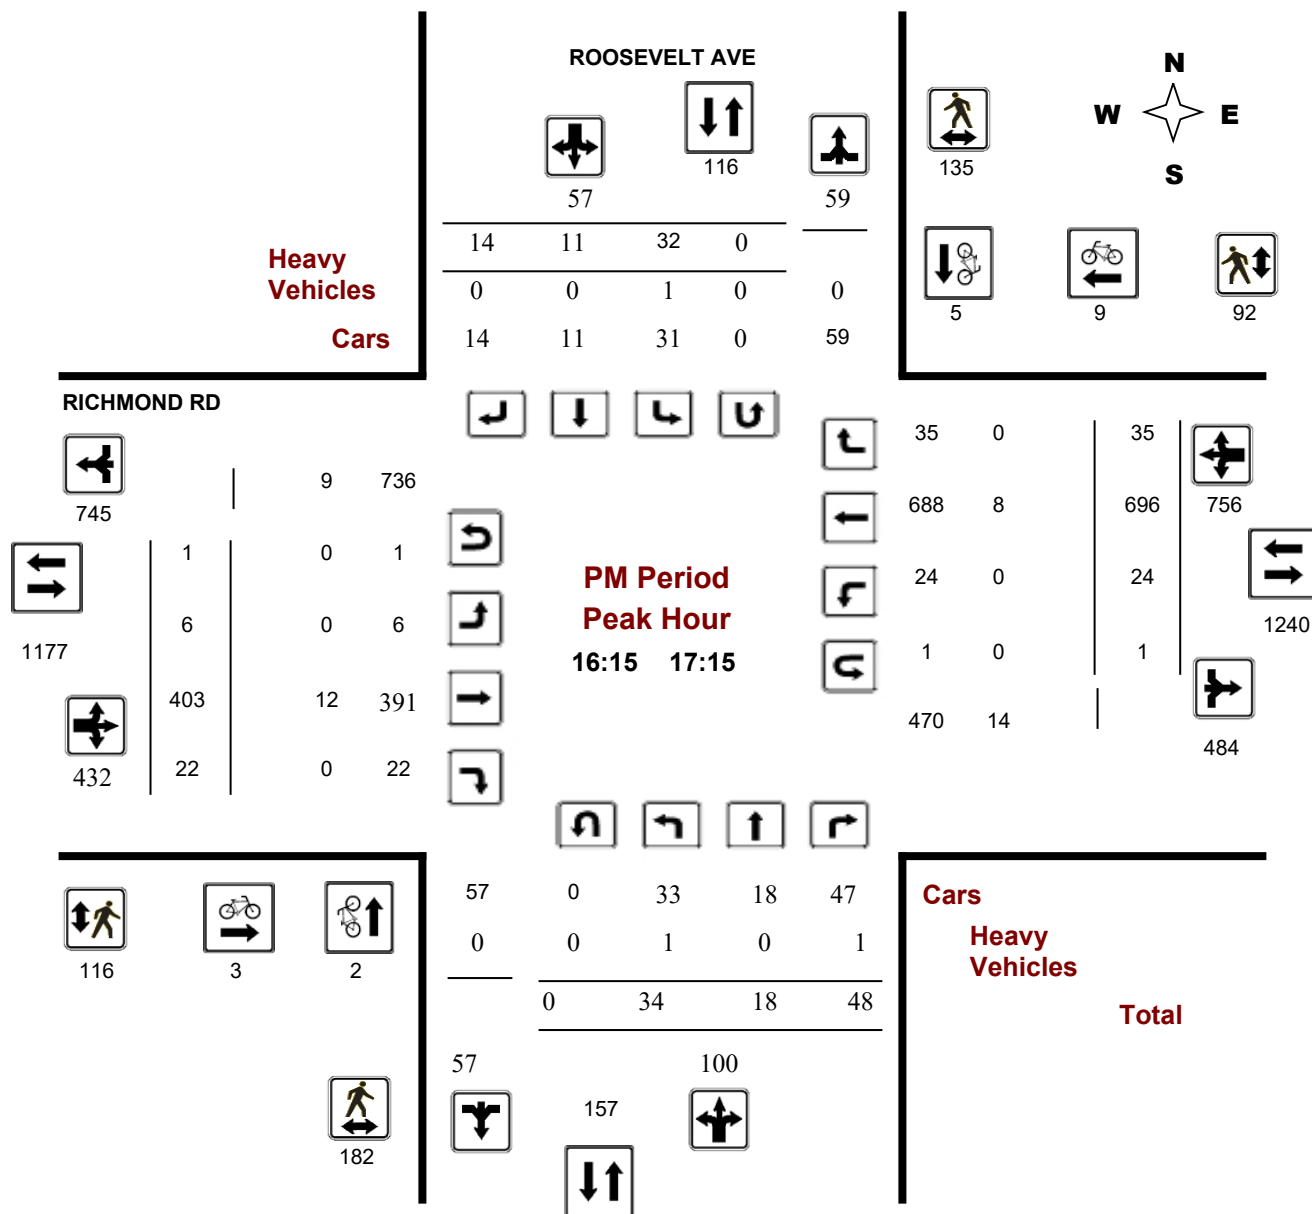 ROOSEVELT AVE
N
W E
S
116
135
57 59
14 11 32 0
Heavy
Vehicles
0 0 1 0 0
5 9 92
Cars
14 11 31 0 59
RICHMOND RD
35 0 35
9 736
745
688 8 696 756
1 0 1
PM Period
24 0 24
Peak Hour
6 0 6
1240
1177
16:15 17:15
1 0 1
403 12 391
470 14
484
432
22 0 22
57 0 33 18 47
Cars
0 0 1 0 1
Heavy
Vehicles
116 3 2
0 34 18 48
Total
57 100
157
182